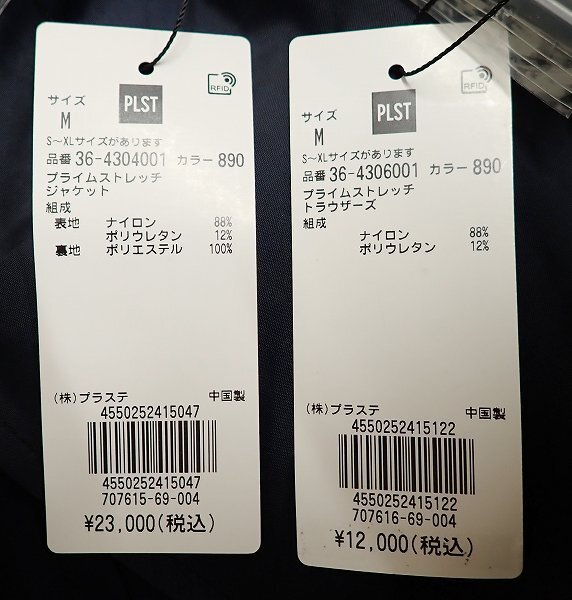 PLST
RFID
サイズ
M
S～XLサイズがあります
品番 36-4304001 カラー 890
プライムストレッチ
ジャケット
組成
表地 ナイロン 88%
ポリウレタン 12%
裏地 ポリエステル 100%
(株)プラステ 中国製
4550252415047
4550252415047
707615-69-004
¥23,000(税込)
PLST
RFID
サイズ
M
S～XLサイズがあります
品番 36-4306001 カラー 890
プライムストレッチ
トラウザーズ
組成
ナイロン 88%
ポリウレタン 12%
(株)プラステ 中国製
4550252415122
4550252415122
707616-69-004
¥12,000(税込)